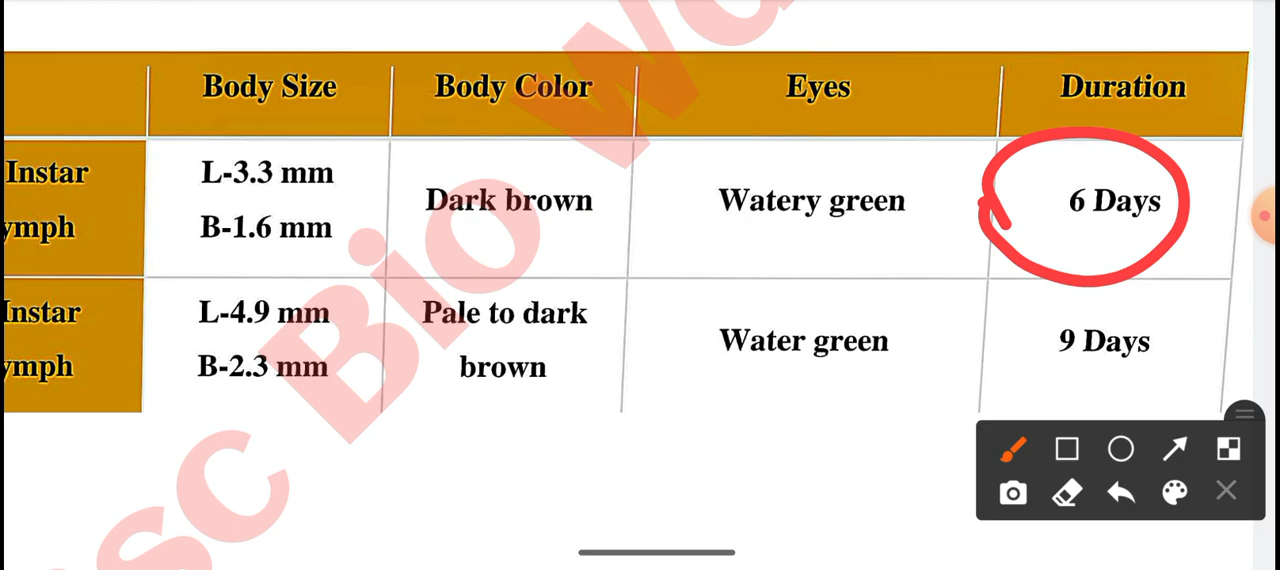 Body Size Body Color Eyes Duration
Instar
ymph
L-3.3 mm
B-1.6 mm
Dark brown
Watery green
6 Days
Instar
ymph
L-4.9 mm
B-2.3 mm
Pale to dark
brown
Water green
9 Days
sc Bio Wa